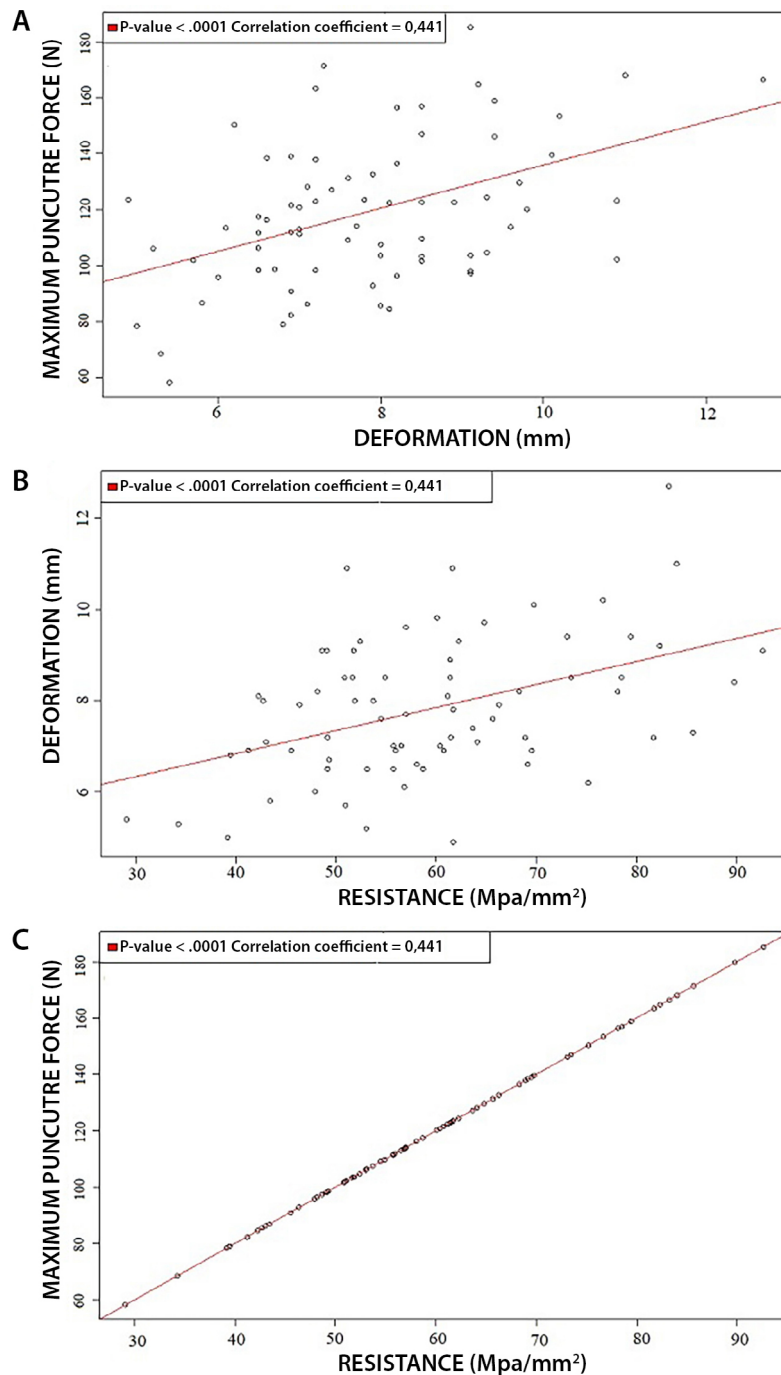 A
P-value < .0001 Correlation coefficient = 0,441
MAXIMUM PUNCUTRE FORCE (N)
180
160
140
120
100
80
60
6 8 10 12
DEFORMATION (mm)
B
P-value < .0001 Correlation coefficient = 0,441
DEFORMATION (mm)
12
10
8
6
30 40 50 60 70 80 90
RESISTANCE (Mpa/mm²)
C
P-value < .0001 Correlation coefficient = 0,441
MAXIMUM PUNCUTRE FORCE (N)
180
160
140
120
100
80
60
30 40 50 60 70 80 90
RESISTANCE (Mpa/mm²)